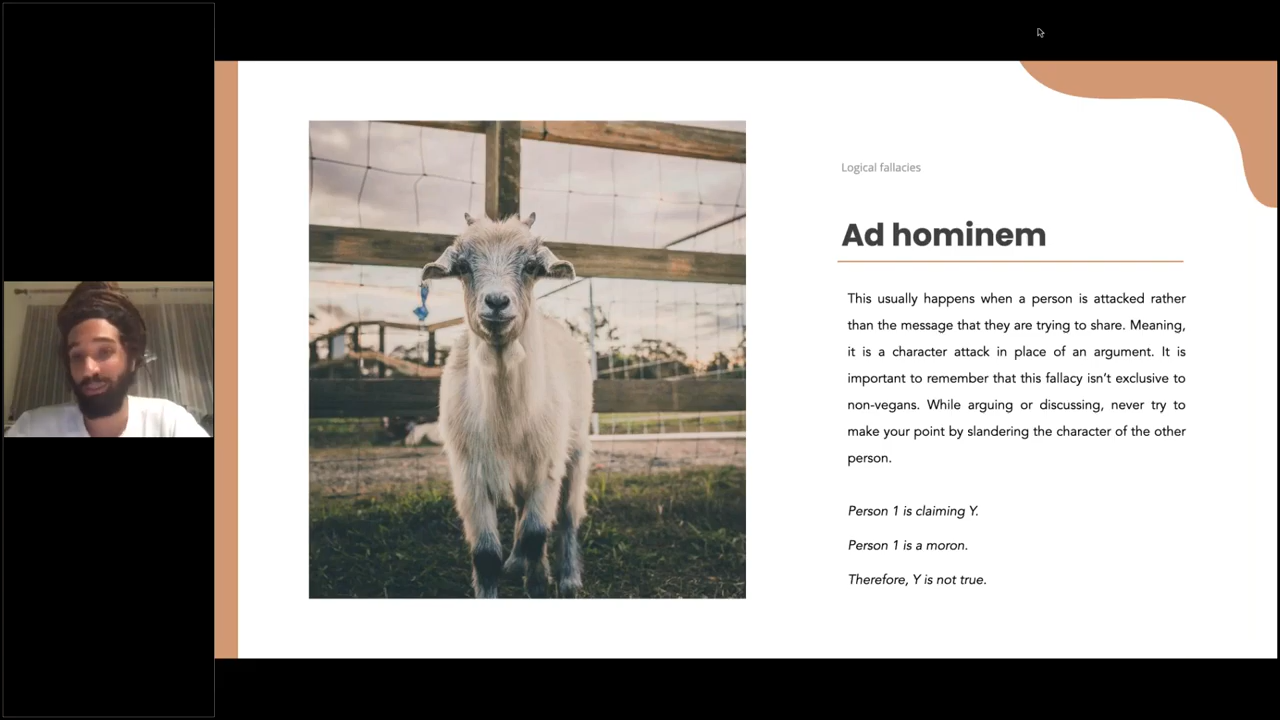 Logical fallacies
Ad hominem
This usually happens when a person is attacked rather
than the message that they are trying to share. Meaning,
it is a character attack in place of an argument. It is
important to remember that this fallacy isn't exclusive to
non-vegans. While arguing or discussing, never try to
make your point by slandering the character of the other
person.
Person 1 is claiming Y.
Person 1 is a moron.
Therefore, Y is not true.